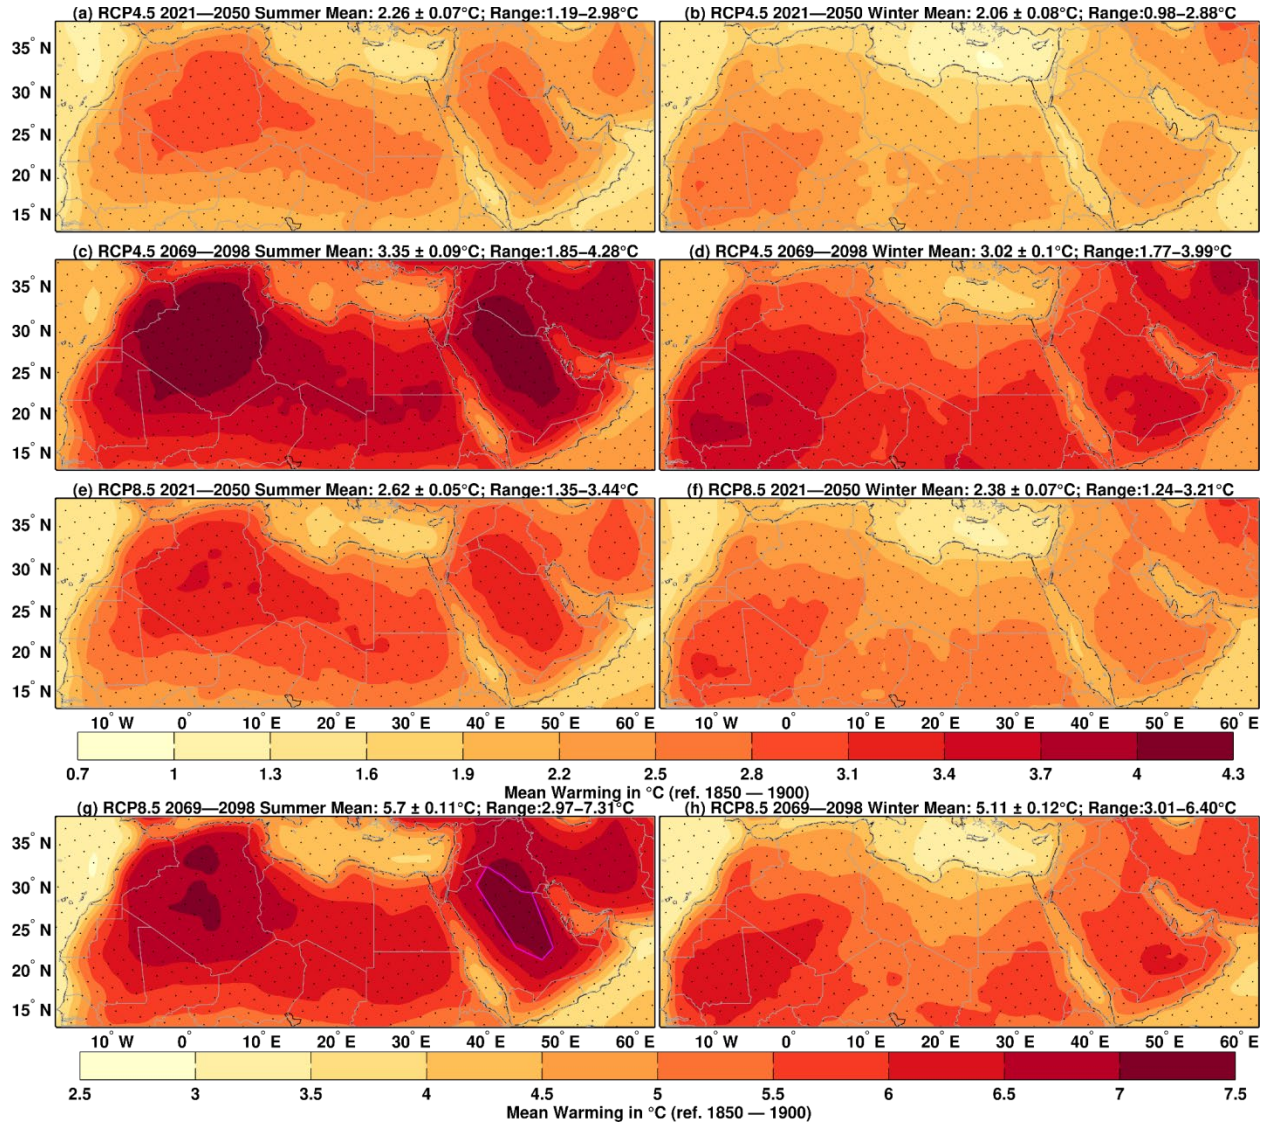 (a) RCP4.5 2021—2050 Summer Mean: 2.26 ± 0.07°C; Range:1.19–2.98°C
(b) RCP4.5 2021—2050 Winter Mean: 2.06 ± 0.08°C; Range:0.98–2.88°C
35° N
30° N
25° N
20° N
15° N
(c) RCP4.5 2069—2098 Summer Mean: 3.35 ± 0.09°C; Range:1.85–4.28°C
(d) RCP4.5 2069—2098 Winter Mean: 3.02 ± 0.1°C; Range:1.77–3.99°C
35° N
30° N
25° N
20° N
15° N
(e) RCP8.5 2021—2050 Summer Mean: 2.62 ± 0.05°C; Range:1.35–3.44°C
(f) RCP8.5 2021—2050 Winter Mean: 2.38 ± 0.07°C; Range:1.24–3.21°C
35° N
30° N
25° N
20° N
15° N
10° W 0° 10° E 20° E 30° E 40° E 50° E 60° E 10° W 0° 10° E 20° E 30° E 40° E 50° E 60° E
0.7 1 1.3 1.6 1.9 2.2 2.5 2.8 3.1 3.4 3.7 4 4.3
Mean Warming in °C (ref. 1850 — 1900)
(g) RCP8.5 2069—2098 Summer Mean: 5.7 ± 0.11°C; Range:2.97–7.31°C
(h) RCP8.5 2069—2098 Winter Mean: 5.11 ± 0.12°C; Range:3.01–6.40°C
35° N
30° N
25° N
20° N
15° N
10° W 0° 10° E 20° E 30° E 40° E 50° E 60° E 10° W 0° 10° E 20° E 30° E 40° E 50° E 60° E
2.5 3 3.5 4 4.5 5 5.5 6 6.5 7 7.5
Mean Warming in °C (ref. 1850 — 1900)